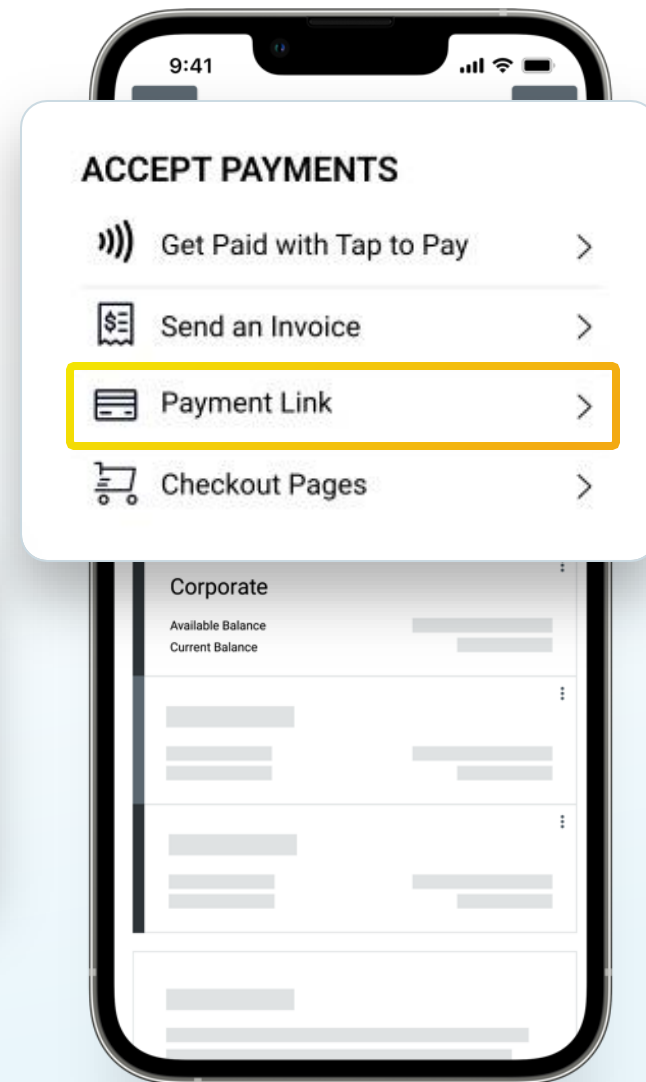 9:41
ACCEPT PAYMENTS
Get Paid with Tap to Pay
Send an Invoice
Payment Link
Checkout Pages
Corporate
Available Balance
Current Balance